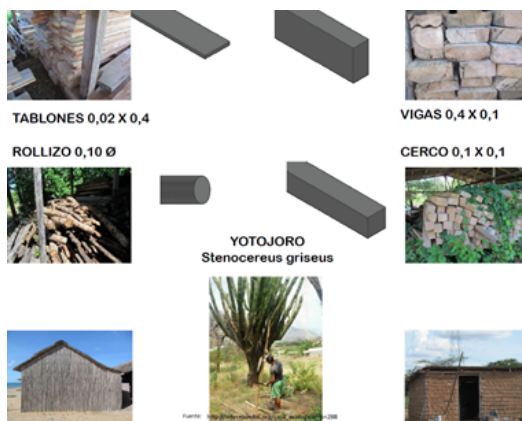 TABLONES 0,02 X 0,4
VIGAS 0,4 X 0,1
ROLLIZO 0,10 Ø
CERCO 0,1 X 0,1
YOTOJORO
Stenocereus griseus
Fuente: